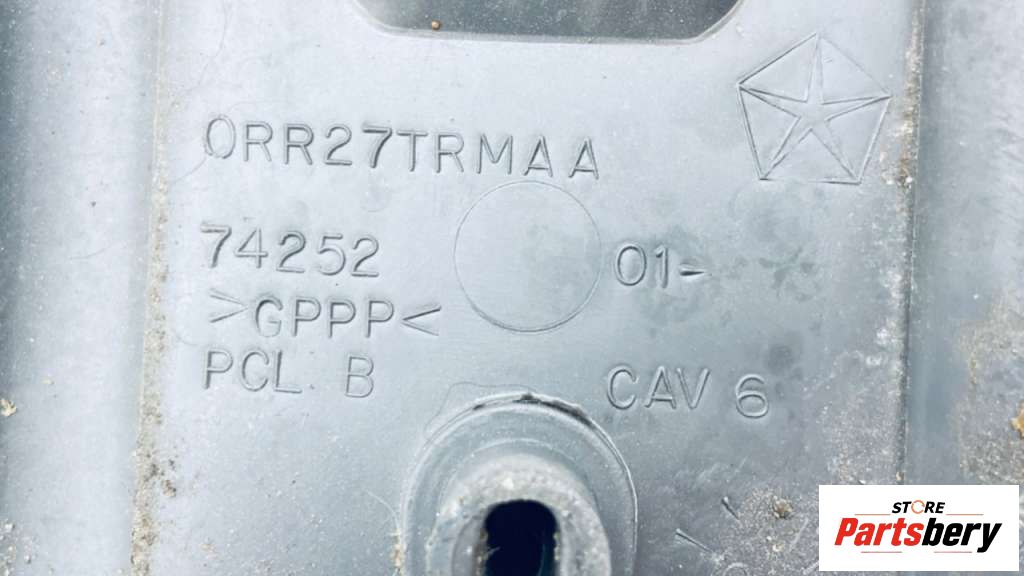 0RR27TRMAA
74252 01-
>GPPP<
PCL B CAV 6
STORE
Partsbery